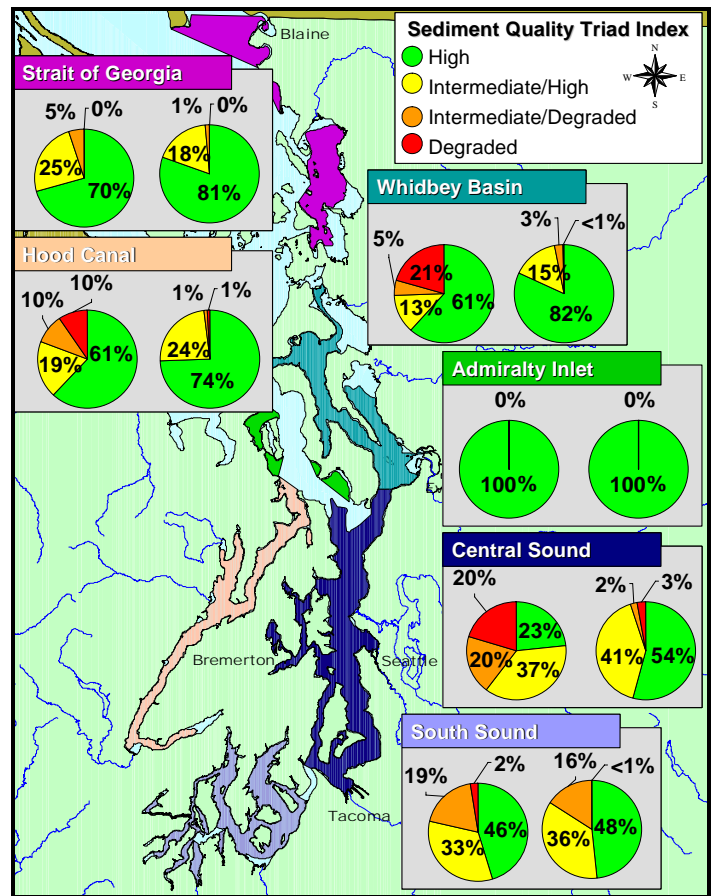 Blaine
Sediment Quality Triad Index
High
Intermediate/High
Intermediate/Degraded
Degraded
N
W E
S
Strait of Georgia
5% 0%
25%
70%
1% 0%
18%
81%
Whidbey Basin
5%
21%
13%
61%
3% <1%
15%
82%
Hood Canal
10%
10%
19%
61%
1% 1%
24%
74%
Admiralty Inlet
0%
100%
0%
100%
Central Sound
20%
23%
20%
37%
2% 3%
41%
54%
Bremerton
Seattle
South Sound
19% 2%
46%
33%
16% <1%
48%
36%
Tacoma